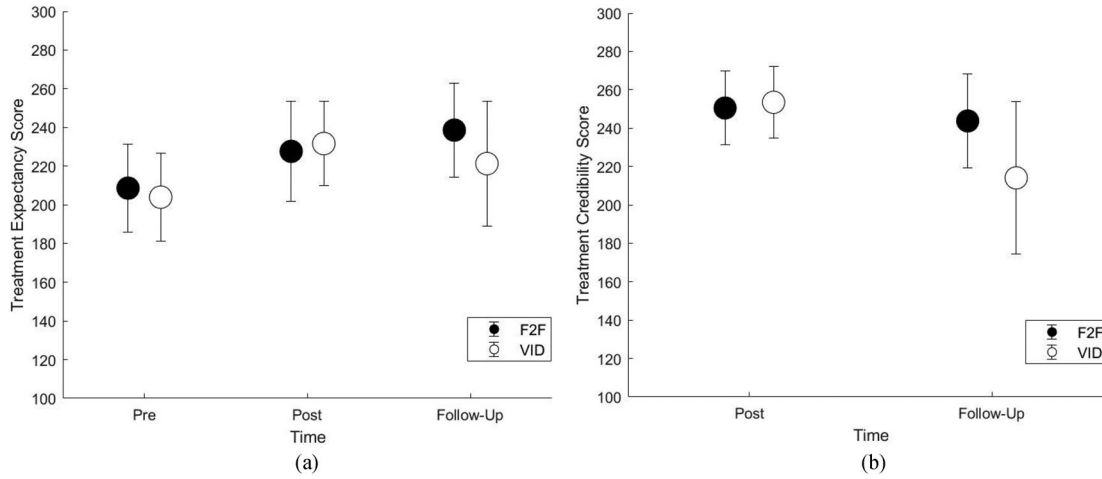 300
280
260
240
220
200
180
160
140
120
100
Treatment Expectancy Score
F2F
VID
Pre Post Follow-Up
Time
(a)
300
280
260
240
220
200
180
160
140
120
100
Treatment Credibility Score
F2F
VID
Post Follow-Up
Time
(b)